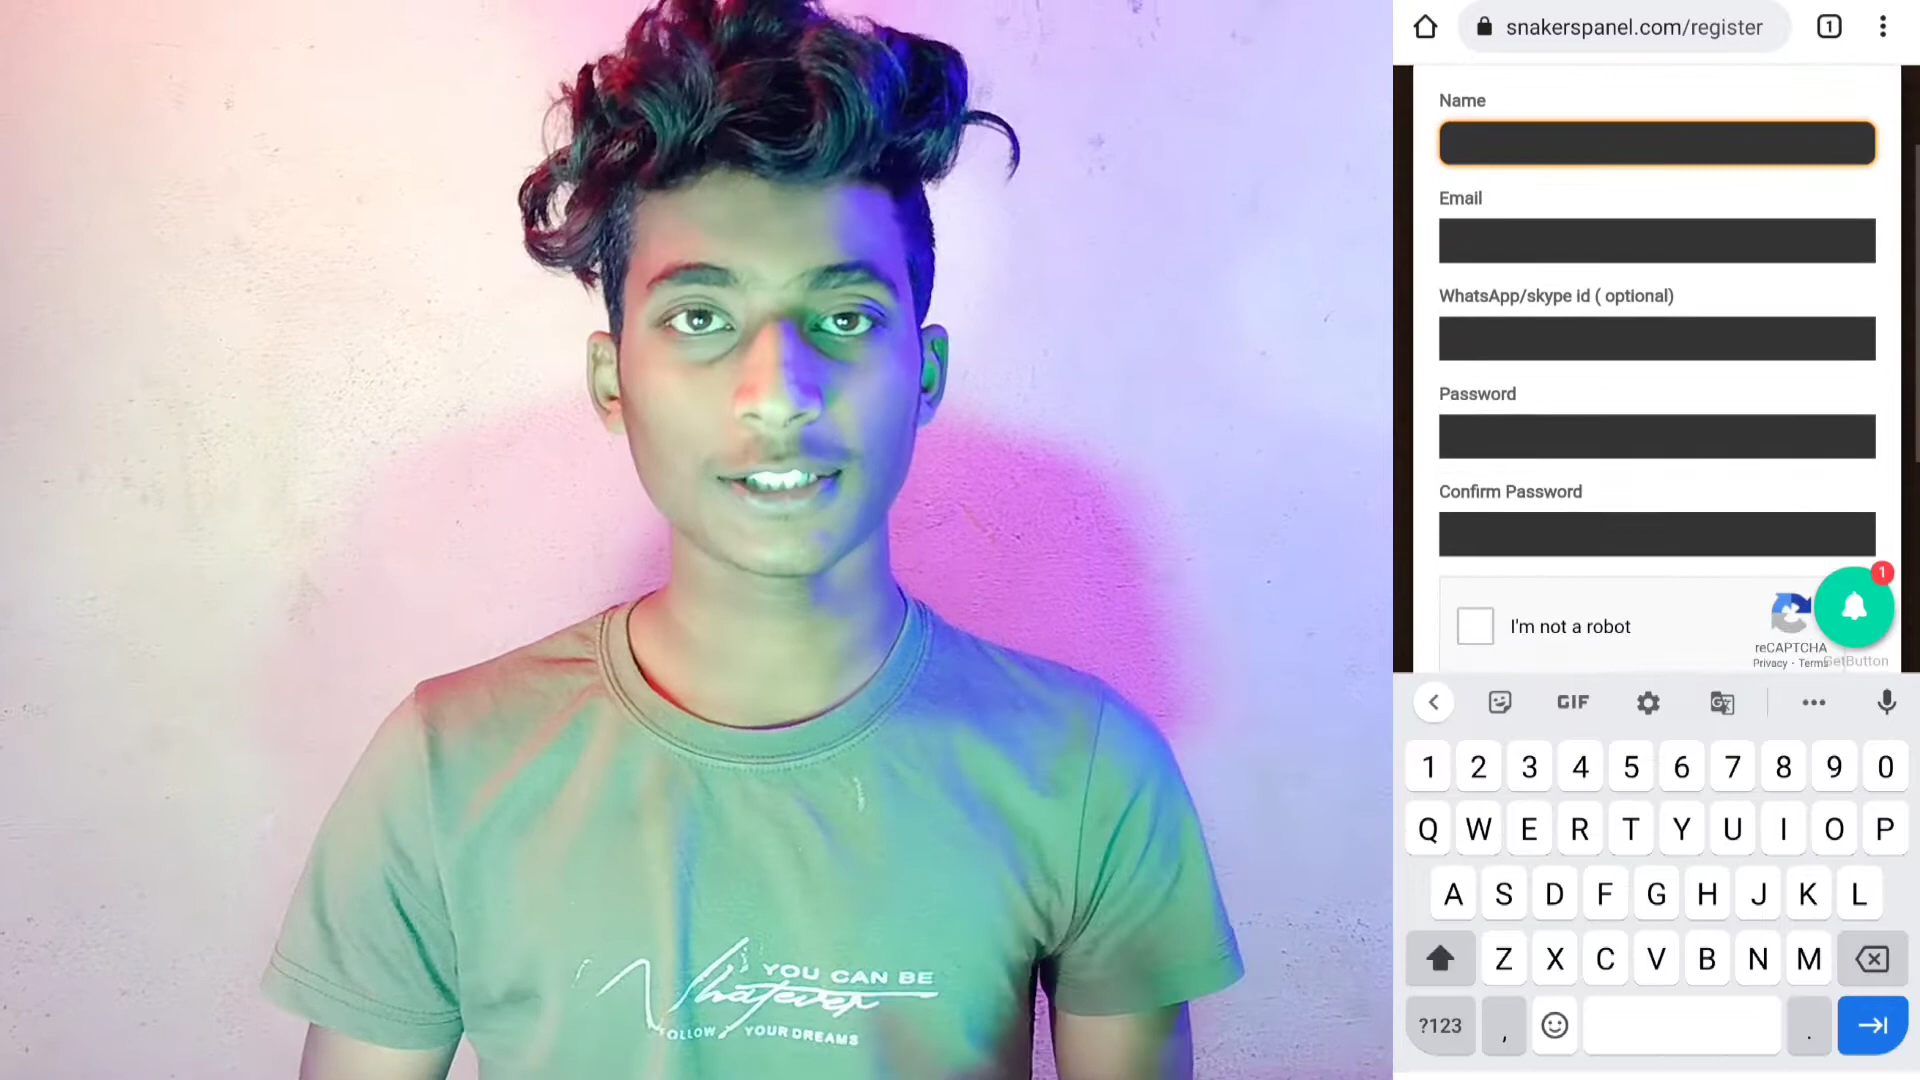 YOU CAN BE
Whatever
FOLLOW YOUR DREAMS
snakerspanel.com/register
1
Name
Email
WhatsApp/skype id ( optional)
Password
Confirm Password
1
I'm not a robot
reCAPTCHA
Privacy - Terms
GetButton
GIF
1 2 3 4 5 6 7 8 9 0
Q W E R T Y U I O P
A S D F G H J K L
Z X C V B N M
?123 , .